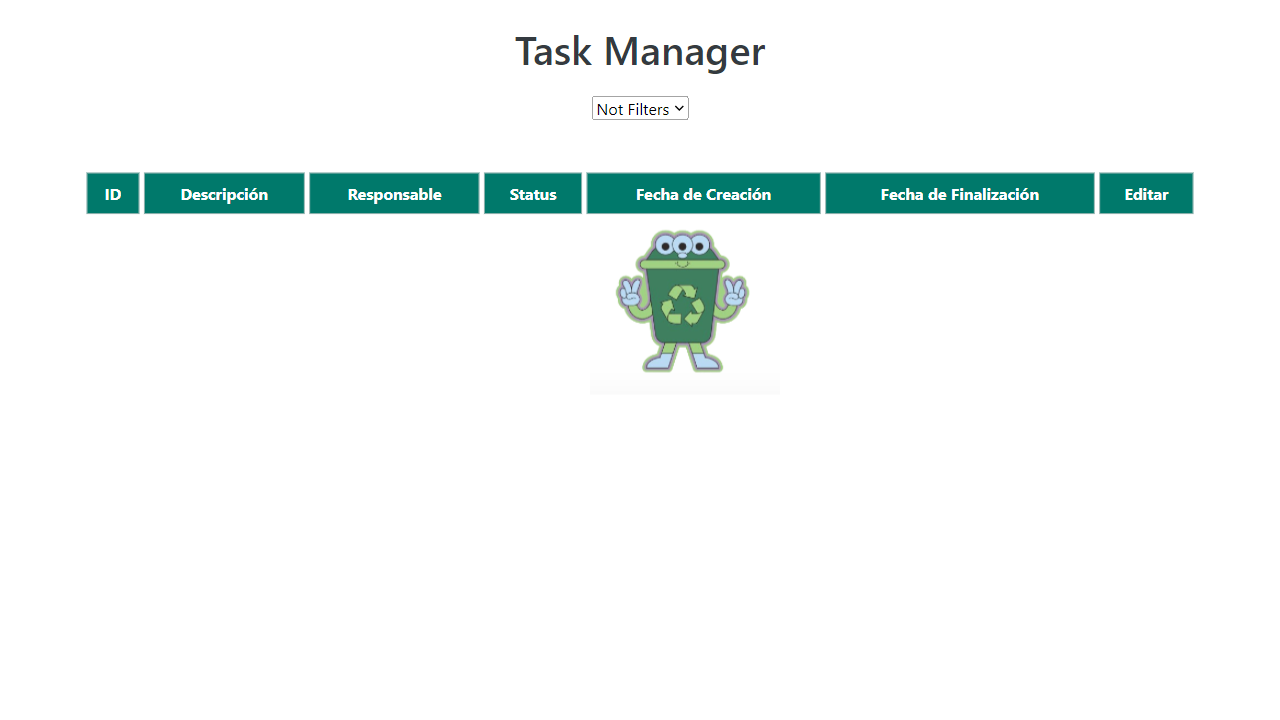 Task Manager
Not Filters
ID Descripción Responsable Status Fecha de Creación Fecha de Finalización Editar